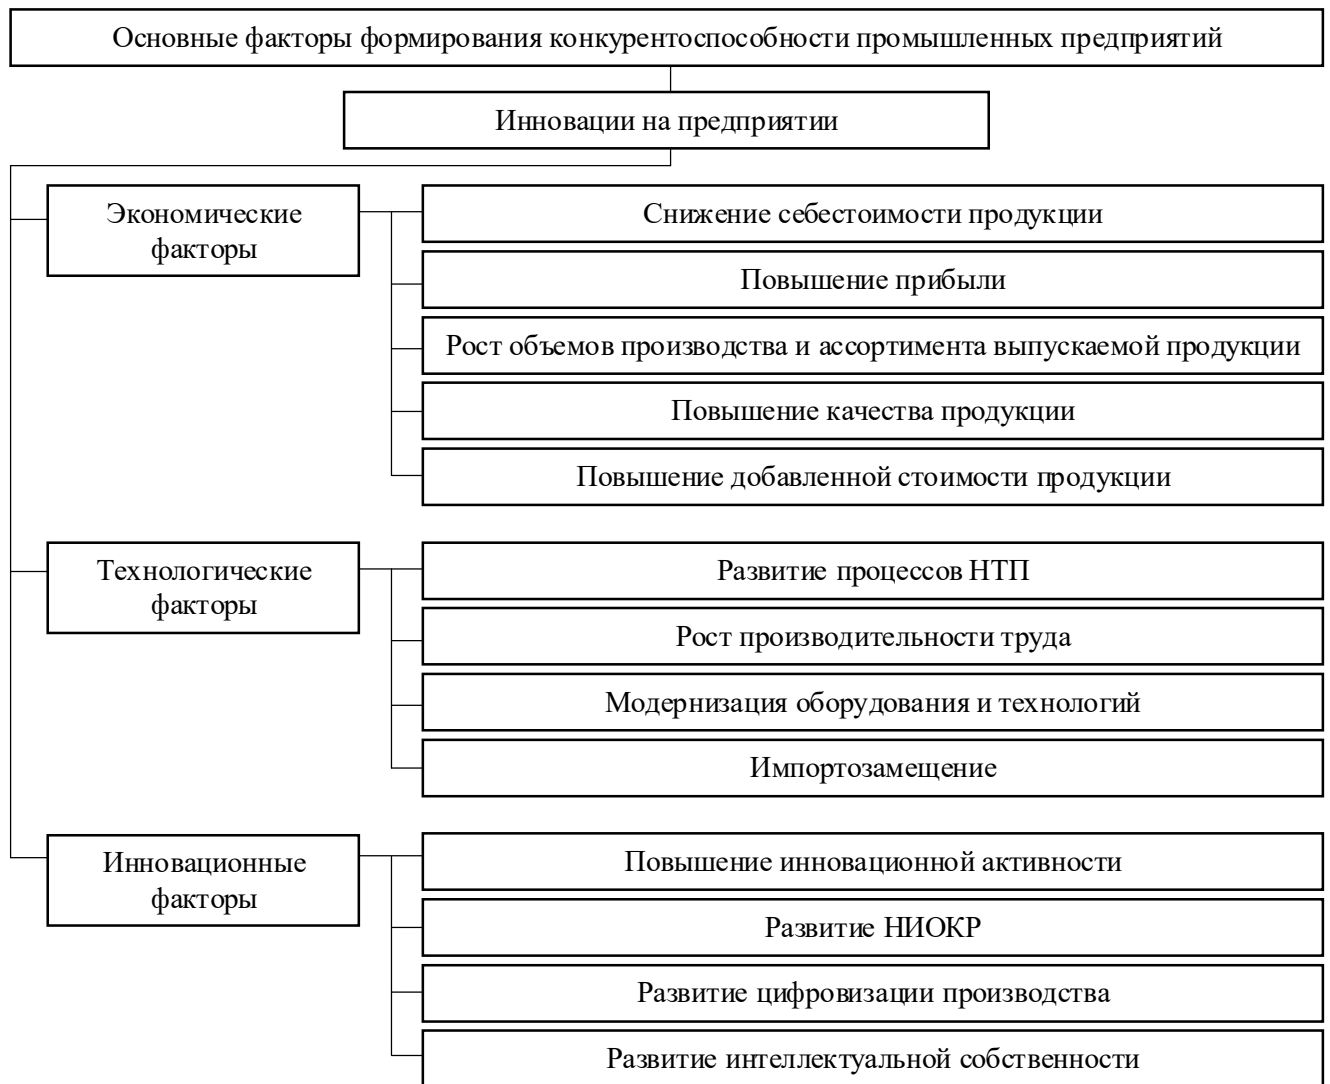 Основные факторы формирования конкурентоспособности промышленных предприятий
Инновации на предприятии
Экономические
факторы
Снижение себестоимости продукции
Повышение прибыли
Рост объемов производства и ассортимента выпускаемой продукции
Повышение качества продукции
Повышение добавленной стоимости продукции
Технологические
факторы
Развитие процессов НТП
Рост производительности труда
Модернизация оборудования и технологий
Импортозамещение
Инновационные
факторы
Повышение инновационной активности
Развитие НИОКР
Развитие цифровизации производства
Развитие интеллектуальной собственности